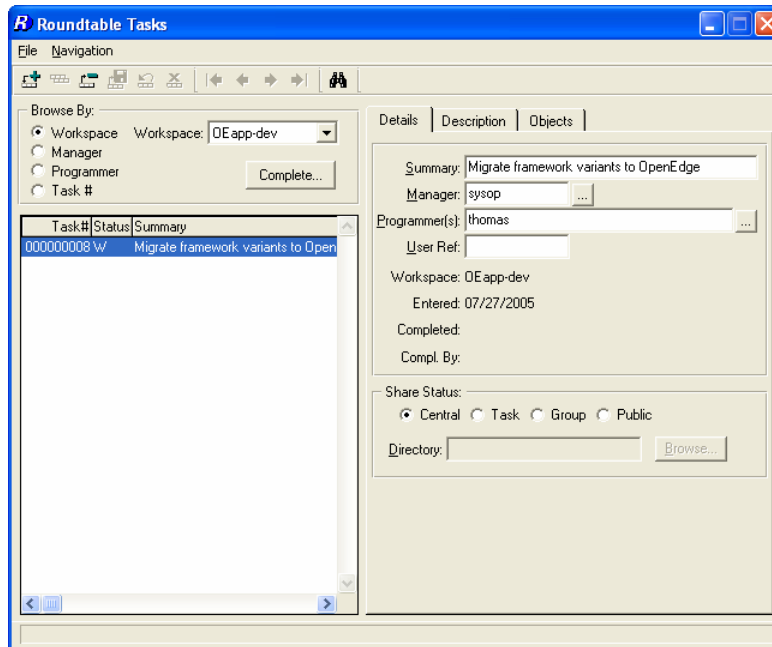 R Roundtable Tasks
File Navigation
Browse By:
Workspace Workspace: OEapp-dev
Manager
Programmer Complete...
Task #
Task# Status Summary
000000008 W Migrate framework variants to Open
Details Description Objects
Summary: Migrate framework variants to OpenEdge
Manager: sysop ...
Programmer(s): thomas ...
User Ref:
Workspace: OEapp-dev
Entered: 07/27/2005
Completed:
Compl. By:
Share Status:
Central Task Group Public
Directory: Browse...